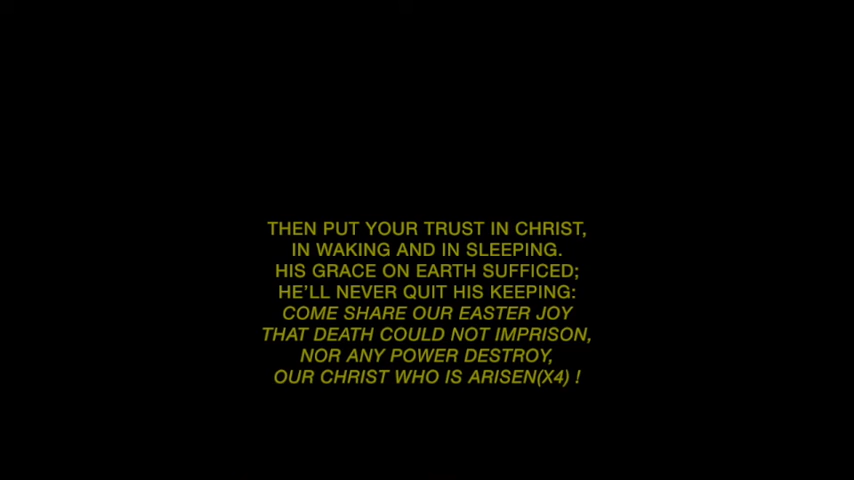 THEN PUT YOUR TRUST IN CHRIST,
IN WAKING AND IN SLEEPING.
HIS GRACE ON EARTH SUFFICED;
HE'LL NEVER QUIT HIS KEEPING:
COME SHARE OUR EASTER JOY
THAT DEATH COULD NOT IMPRISON,
NOR ANY POWER DESTROY,
OUR CHRIST WHO IS ARISEN(X4) !